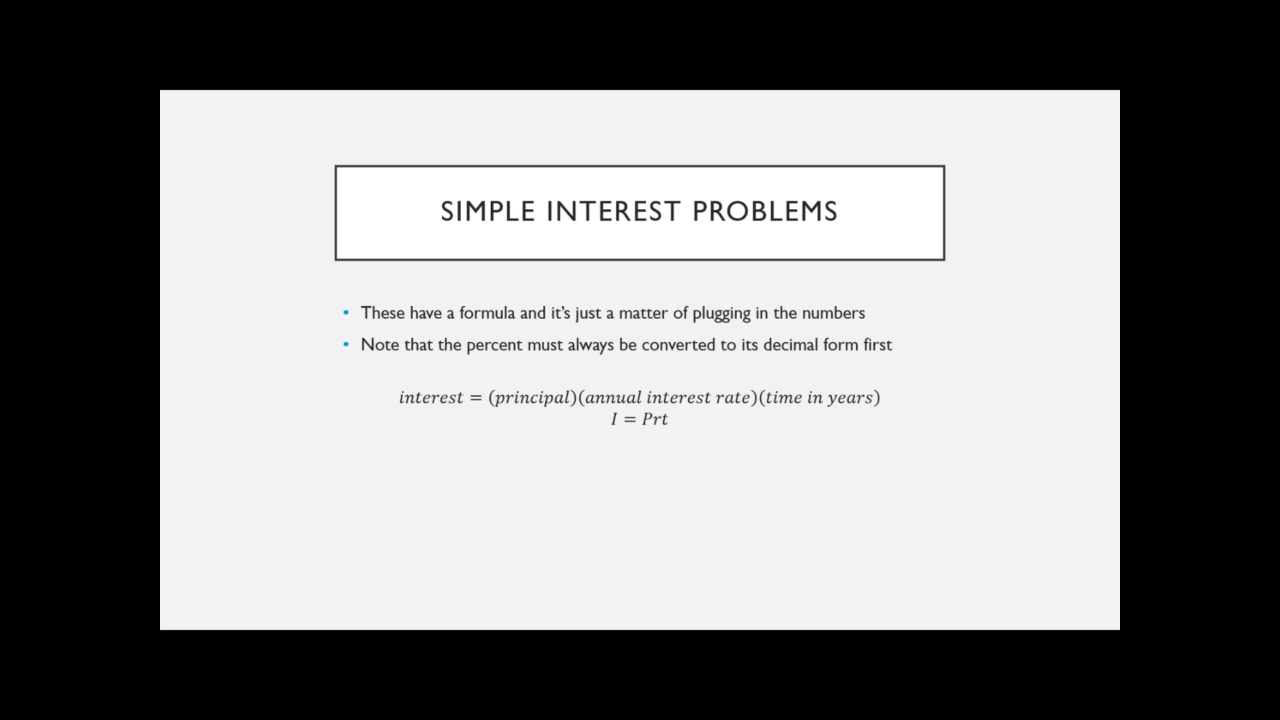 SIMPLE INTEREST PROBLEMS
• These have a formula and it's just a matter of plugging in the numbers
• Note that the percent must always be converted to its decimal form first
interest = (principal)(annual interest rate)(time in years)
I = Prt